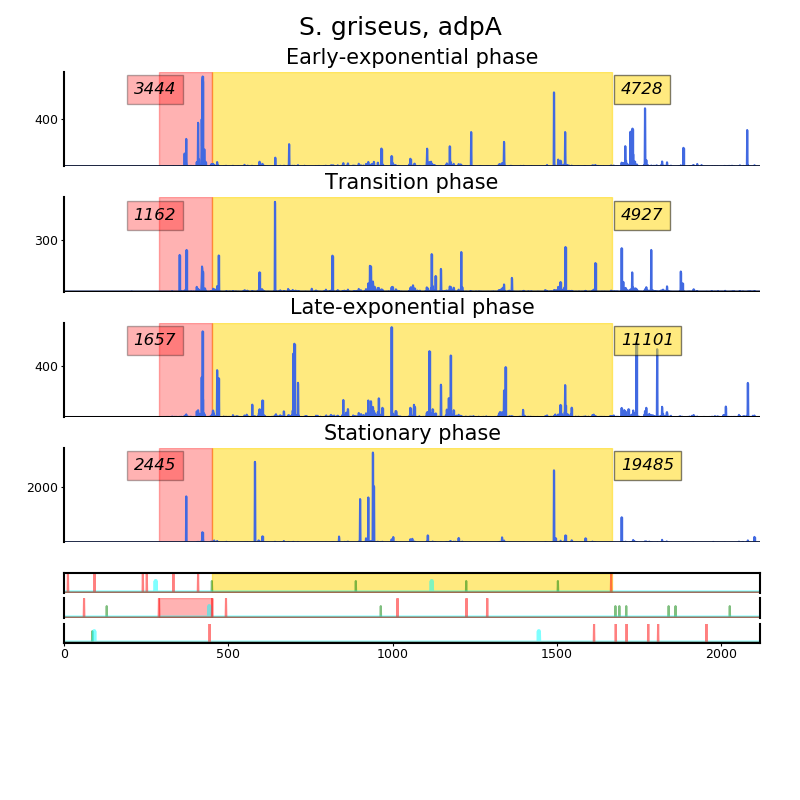 S. griseus, adpA
Early-exponential phase
3444
4728
400
Transition phase
1162
4927
300
Late-exponential phase
1657
11101
400
Stationary phase
2445
19485
2000
0 500 1000 1500 2000